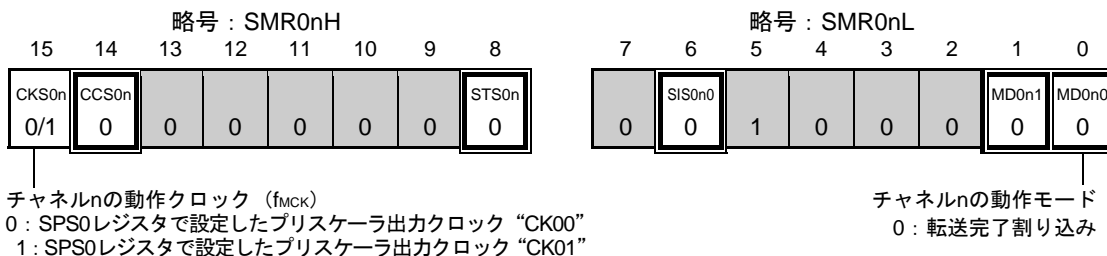 略号：SMR0nH 略号：SMR0nL
15 14 13 12 11 10 9 8 7 6 5 4 3 2 1 0
CKS0n CCS0n STS0n SIS0n0 MD0n1 MD0n0
0/1 0 0 0 0 0 0 0 0 0 1 0 0 0 0 0
チャネルnの動作クロック（fMCK） チャネルnの動作モード
0：SPS0レジスタで設定したプリスケーラ出力クロック“CK00” 0：転送完了割り込み
1：SPS0レジスタで設定したプリスケーラ出力クロック“CK01”